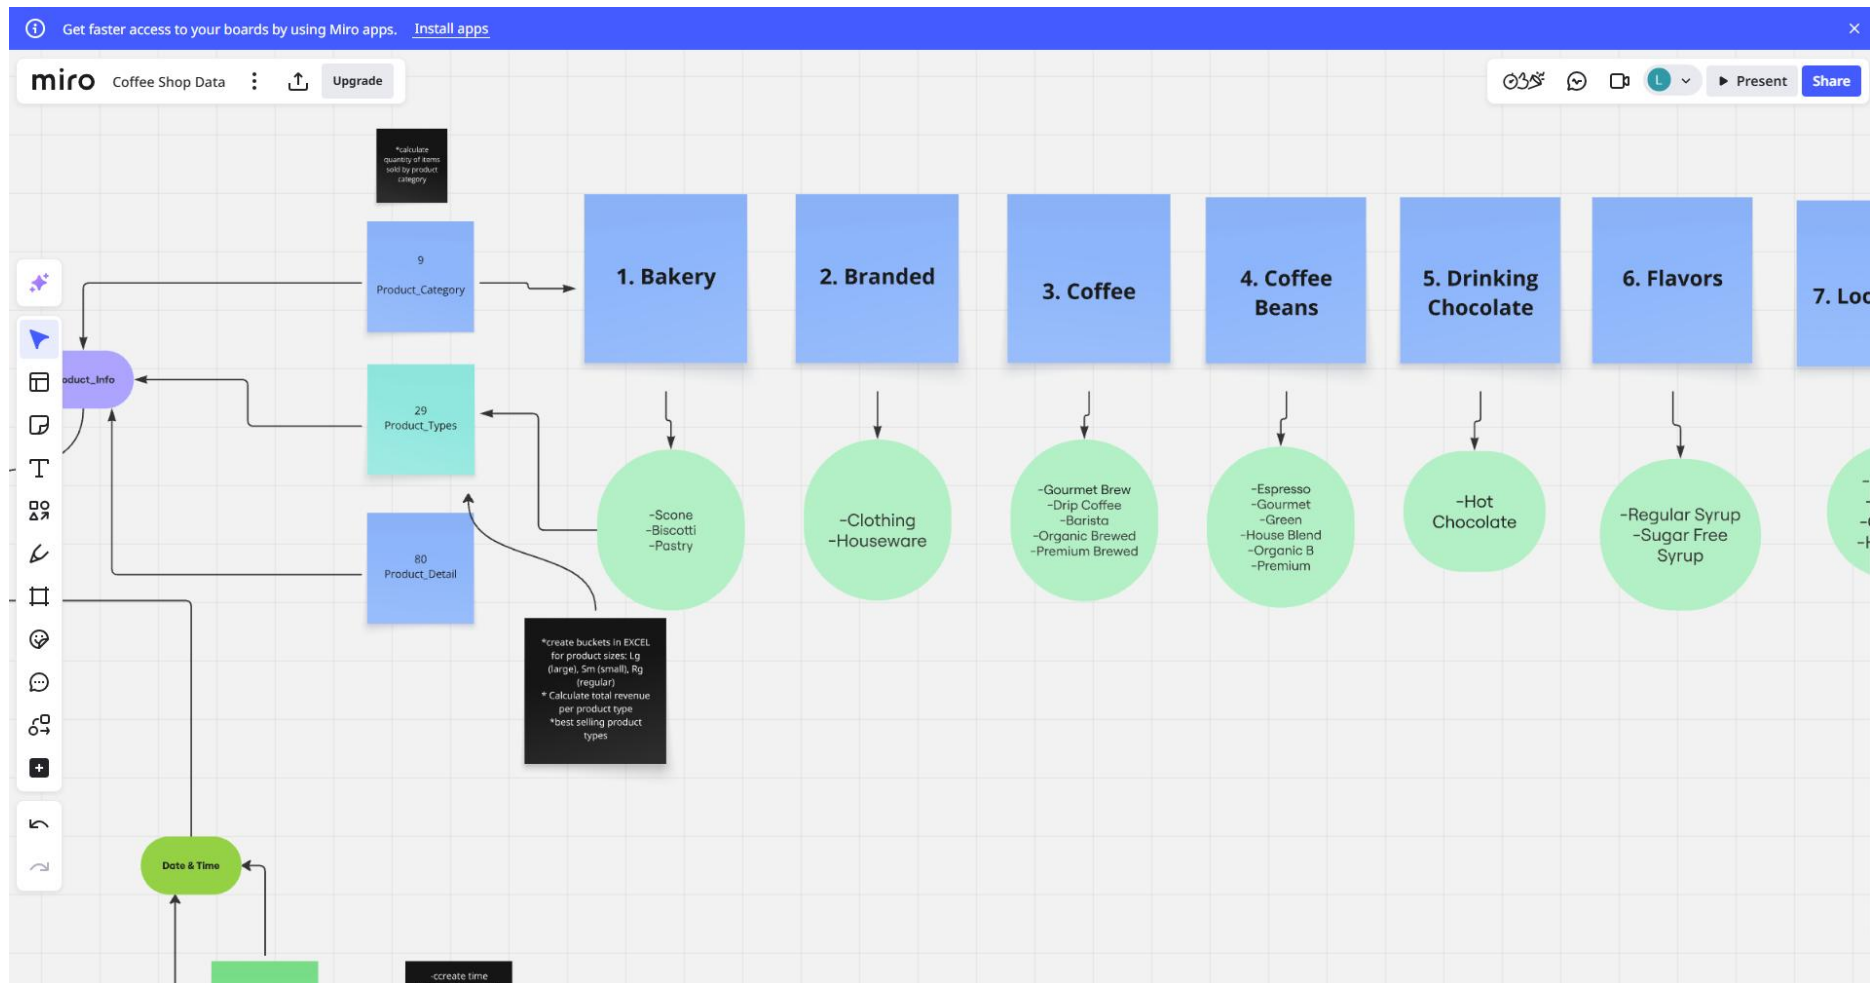 Get faster access to your boards by using Miro apps. Install apps
miro
Coffee Shop Data
Upgrade
L
Present
Share
*calculate
quantity of items
sold by product
category
9
Product_Category
1. Bakery
2. Branded
3. Coffee
4. Coffee
Beans
5. Drinking
Chocolate
6. Flavors
7. Loo
oduct_Info
29
Product_Types
80
Product_Detail
-Scone
-Biscotti
-Pastry
-Clothing
-Houseware
-Gourmet Brew
-Drip Coffee
-Barista
-Organic Brewed
-Premium Brewed
-Espresso
-Gourmet
-Green
-House Blend
-Organic B
-Premium
-Hot
Chocolate
-Regular Syrup
-Sugar Free
Syrup
*create buckets in EXCEL
for product sizes: Lg
(large), Sm (small), Rg
(regular)
* Calculate total revenue
per product type
*best selling product
types
Date & Time
-ccreate time